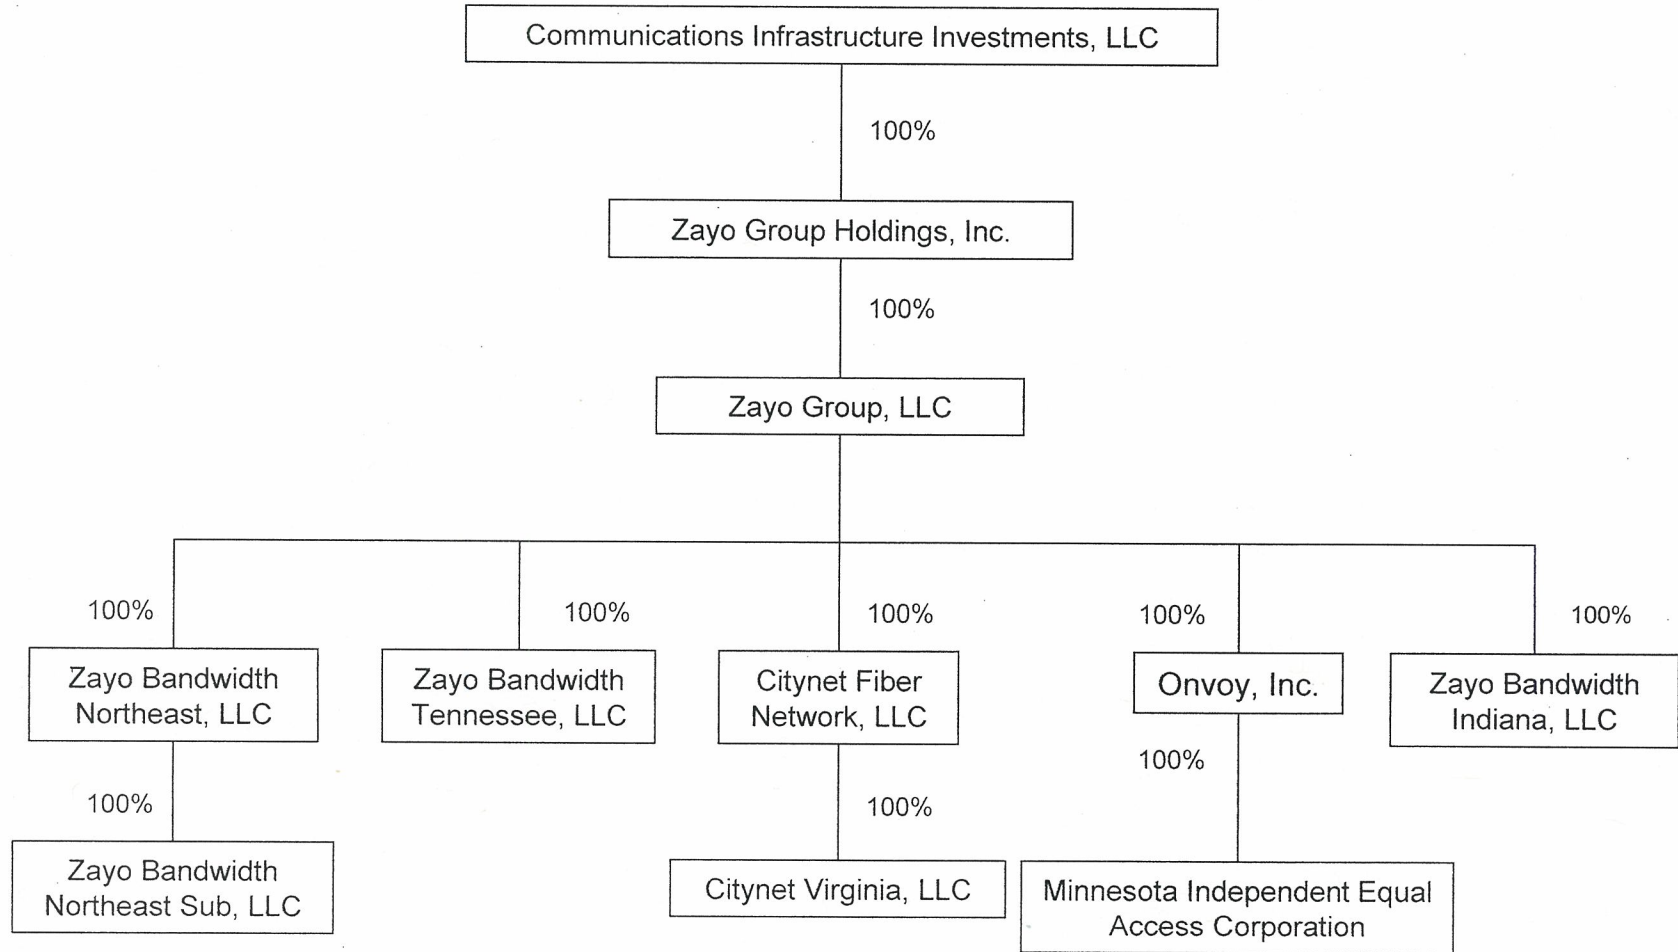 Communications Infrastructure Investments, LLC
100%
Zayo Group Holdings, Inc.
100%
Zayo Group, LLC
100%
100%
100%
100%
100%
Zayo Bandwidth
Northeast, LLC
Zayo Bandwidth
Tennessee, LLC
Citynet Fiber
Network, LLC
Onvoy, Inc.
Zayo Bandwidth
Indiana, LLC
100%
100%
100%
Zayo Bandwidth
Northeast Sub, LLC
Citynet Virginia, LLC
Minnesota Independent Equal
Access Corporation